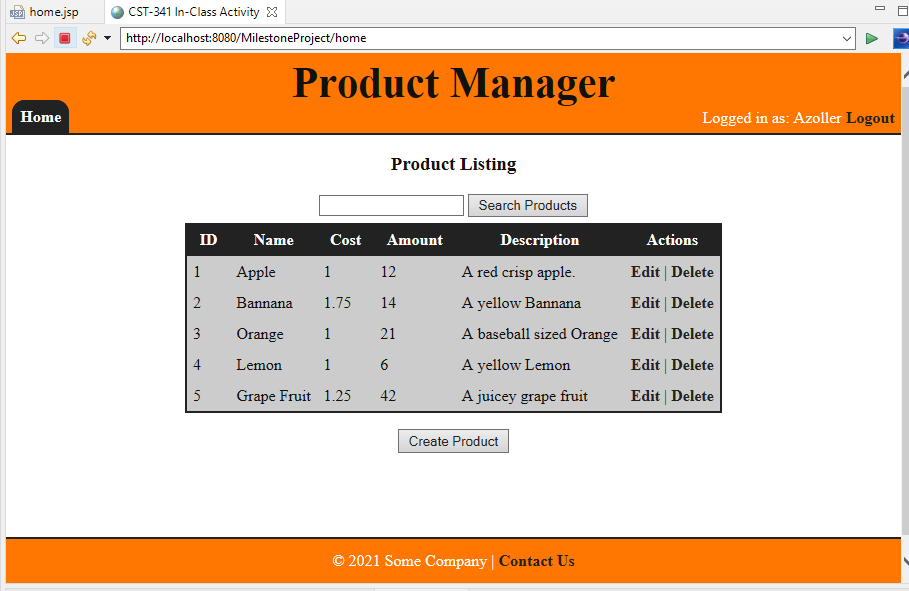 home.jsp CST-341 In-Class Activity
http://localhost:8080/MilestoneProject/home
Product Manager
Home
Logged in as: Azoller Logout
Product Listing
Search Products
ID Name Cost Amount Description Actions
1 Apple 1 12 A red crisp apple. Edit | Delete
2 Bannana 1.75 14 A yellow Bannana Edit | Delete
3 Orange 1 21 A baseball sized Orange Edit | Delete
4 Lemon 1 6 A yellow Lemon Edit | Delete
5 Grape Fruit 1.25 42 A juicey grape fruit Edit | Delete
Create Product
© 2021 Some Company | Contact Us